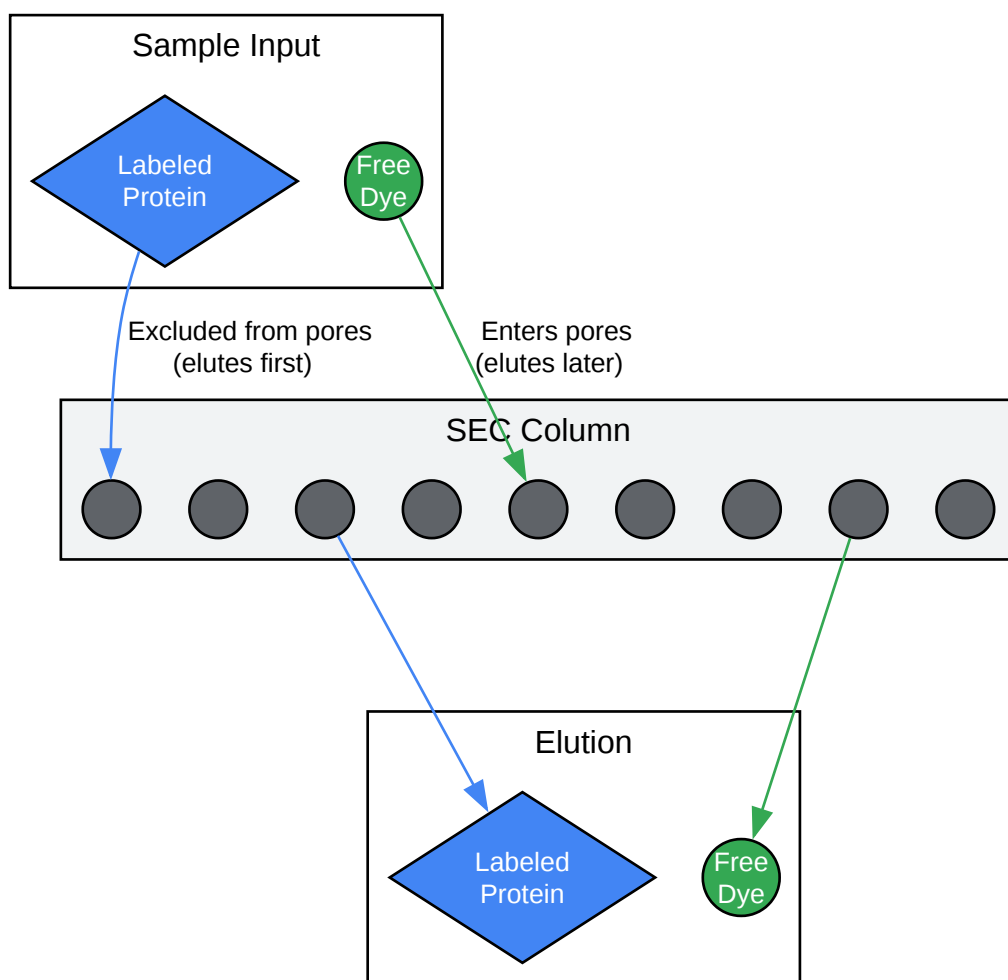 Sample Input
Labeled
Protein
Free
Dye
Excluded from pores
(elutes first)
Enters pores
(elutes later)
SEC Column
Elution
Labeled
Protein
Free
Dye